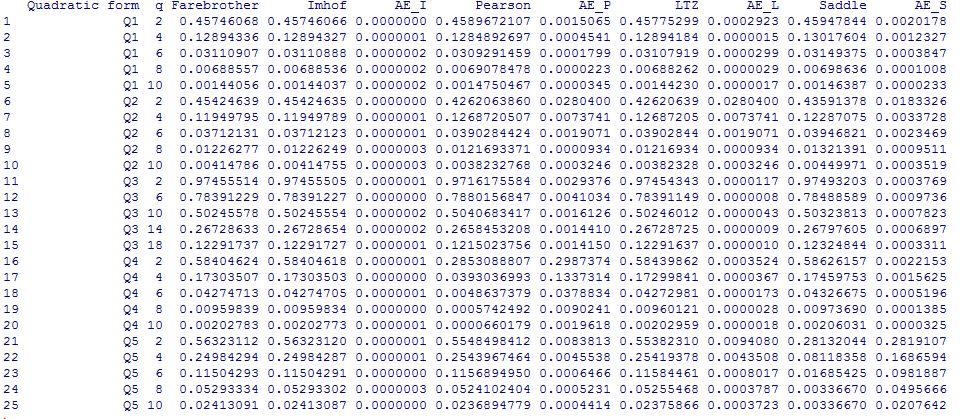 Quadratic form q Farebrother Imhof AE_I Pearson AE_P LTZ AE_L Saddle AE_S
1 Q1 2 0.45746068 0.45746066 0.0000000 0.4589672107 0.0015065 0.45775299 0.0002923 0.45947844 0.0020178
2 Q1 4 0.12894336 0.12894327 0.0000001 0.1284892697 0.0004541 0.12894184 0.0000015 0.13017604 0.0012327
3 Q1 6 0.03110907 0.03110888 0.0000002 0.0309291459 0.0001799 0.03107919 0.0000299 0.03149375 0.0003847
4 Q1 8 0.00688557 0.00688536 0.0000002 0.0069078478 0.0000223 0.00688262 0.0000029 0.00698636 0.0001008
5 Q1 10 0.00144056 0.00144037 0.0000002 0.0014750467 0.0000345 0.00144230 0.0000017 0.00146387 0.0000233
6 Q2 2 0.45424639 0.45424635 0.0000000 0.4262063860 0.0280400 0.42620639 0.0280400 0.43591378 0.0183326
7 Q2 4 0.11949795 0.11949789 0.0000001 0.1268720507 0.0073741 0.12687205 0.0073741 0.12287075 0.0033728
8 Q2 6 0.03712131 0.03712123 0.0000001 0.0390284424 0.0019071 0.03902844 0.0019071 0.03946821 0.0023469
9 Q2 8 0.01226277 0.01226249 0.0000003 0.0121693371 0.0000934 0.01216934 0.0000934 0.01321391 0.0009511
10 Q2 10 0.00414786 0.00414755 0.0000003 0.0038232768 0.0003246 0.00382328 0.0003246 0.00449971 0.0003519
11 Q3 2 0.97455514 0.97455505 0.0000001 0.9716175584 0.0029376 0.97454343 0.0000117 0.97493203 0.0003769
12 Q3 6 0.78391229 0.78391227 0.0000000 0.7880156847 0.0041034 0.78391149 0.0000008 0.78488589 0.0009736
13 Q3 10 0.50245578 0.50245554 0.0000002 0.5040683417 0.0016126 0.50246012 0.0000043 0.50323813 0.0007823
14 Q3 14 0.26728633 0.26728654 0.0000002 0.2658453208 0.0014410 0.26728725 0.0000009 0.26797605 0.0006897
15 Q3 18 0.12291737 0.12291727 0.0000001 0.1215023756 0.0014150 0.12291637 0.0000010 0.12324844 0.0003311
16 Q4 2 0.58404624 0.58404618 0.0000001 0.2853088807 0.2987374 0.58439862 0.0003524 0.58626157 0.0022153
17 Q4 4 0.17303507 0.17303503 0.0000000 0.0393036993 0.1337314 0.17299841 0.0000367 0.17459753 0.0015625
18 Q4 6 0.04274713 0.04274705 0.0000001 0.0048637379 0.0378834 0.04272981 0.0000173 0.04326675 0.0005196
19 Q4 8 0.00959839 0.00959834 0.0000000 0.0005742492 0.0090241 0.00960121 0.0000028 0.00973690 0.0001385
20 Q4 10 0.00202783 0.00202773 0.0000001 0.0000660179 0.0019618 0.00202959 0.0000018 0.00206031 0.0000325
21 Q5 2 0.56323112 0.56323120 0.0000001 0.5548498412 0.0083813 0.55382310 0.0094080 0.28132044 0.2819107
22 Q5 4 0.24984294 0.24984287 0.0000001 0.2543967464 0.0045538 0.25419378 0.0043508 0.08118358 0.1686594
23 Q5 6 0.11504293 0.11504291 0.0000000 0.1156894950 0.0006466 0.11584461 0.0008017 0.01685425 0.0981887
24 Q5 8 0.05293334 0.05293302 0.0000003 0.0524102404 0.0005231 0.05255468 0.0003787 0.00336670 0.0495666
25 Q5 10 0.02413091 0.02413087 0.0000000 0.0236894779 0.0004414 0.02375866 0.0003723 0.00336670 0.0207642